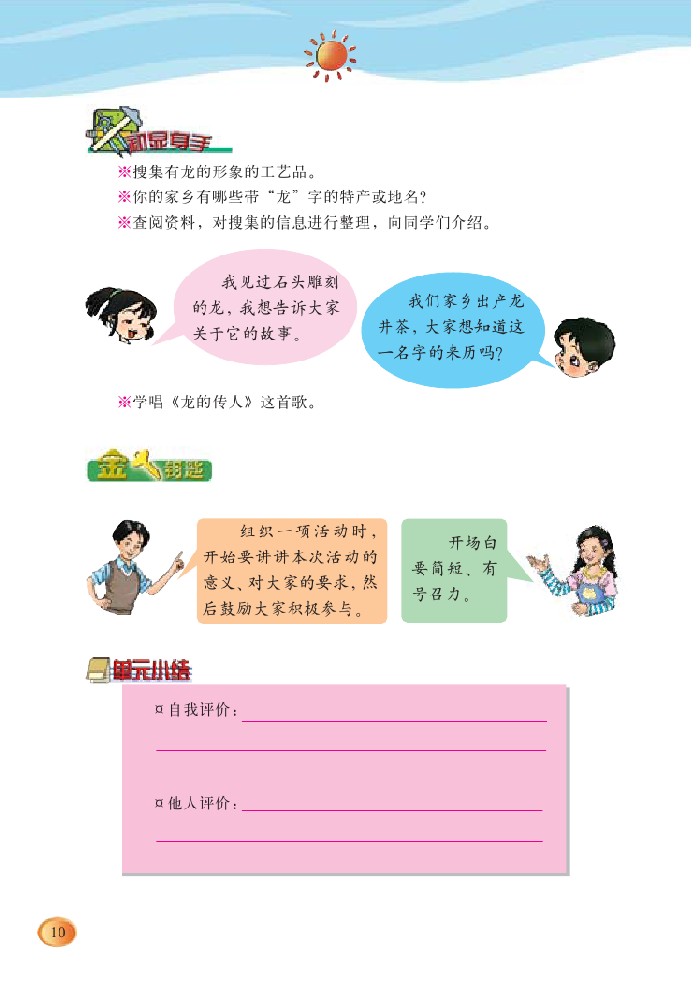 初显身手
※搜集有龙的形象的工艺品。
※你的家乡有哪些带“龙”字的特产或地名？
※查阅资料，对搜集的信息进行整理，向同学们介绍。
我见过石头雕刻
的龙，我想告诉大家
关于它的故事。
我们家乡出产龙
井茶，大家想知道这
一名字的来历吗？
※学唱《龙的传人》这首歌。
金钥匙
组织一项活动时，
开始要讲讲本次活动的
意义、对大家的要求，然
后鼓励大家积极参与。
开场白
要简短、有
号召力。
单元小结
¤自我评价：
¤他人评价：
10